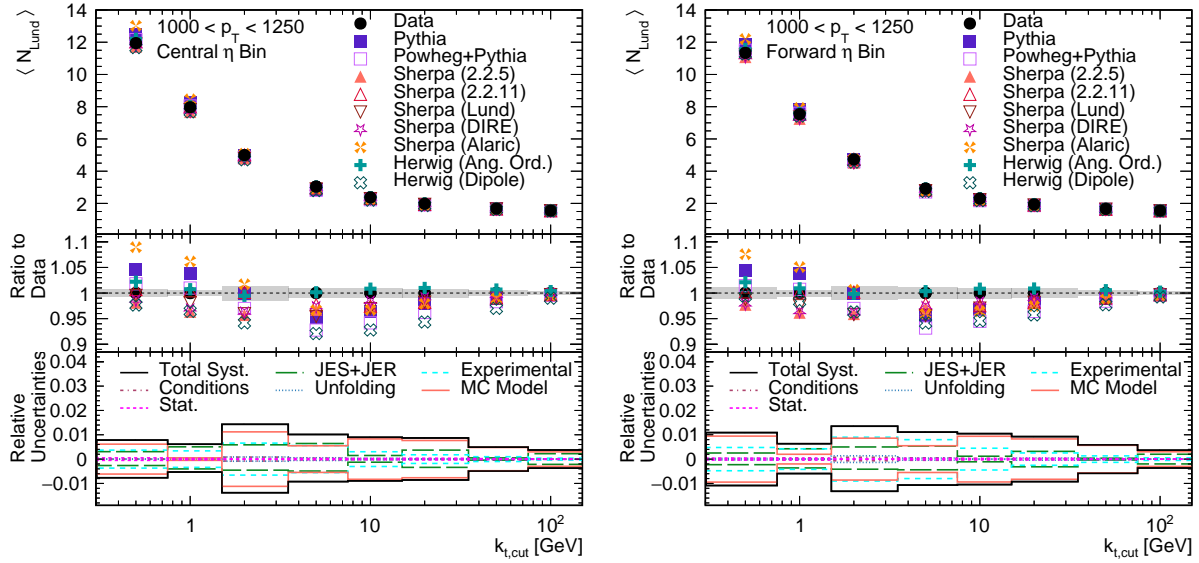 ⟨ N_Lund ⟩
14
12
10
8
6
4
2
1000 < p_T < 1250
Central η Bin
Data
Pythia
Powheg+Pythia
Sherpa (2.2.5)
Sherpa (2.2.11)
Sherpa (Lund)
Sherpa (DIRE)
Sherpa (Alaric)
Herwig (Ang. Ord.)
Herwig (Dipole)
Ratio to
Data
1.1
1.05
1
0.95
0.9
Relative
Uncertainties
0.04
0.03
0.02
0.01
0
−0.01
Total Syst. JES+JER Experimental
Conditions Unfolding MC Model
Stat.
1 10 10²
k_t,cut [GeV]
⟨ N_Lund ⟩
14
12
10
8
6
4
2
1000 < p_T < 1250
Forward η Bin
Data
Pythia
Powheg+Pythia
Sherpa (2.2.5)
Sherpa (2.2.11)
Sherpa (Lund)
Sherpa (DIRE)
Sherpa (Alaric)
Herwig (Ang. Ord.)
Herwig (Dipole)
Ratio to
Data
1.1
1.05
1
0.95
0.9
Relative
Uncertainties
0.04
0.03
0.02
0.01
0
−0.01
Total Syst. JES+JER Experimental
Conditions Unfolding MC Model
Stat.
1 10 10²
k_t,cut [GeV]